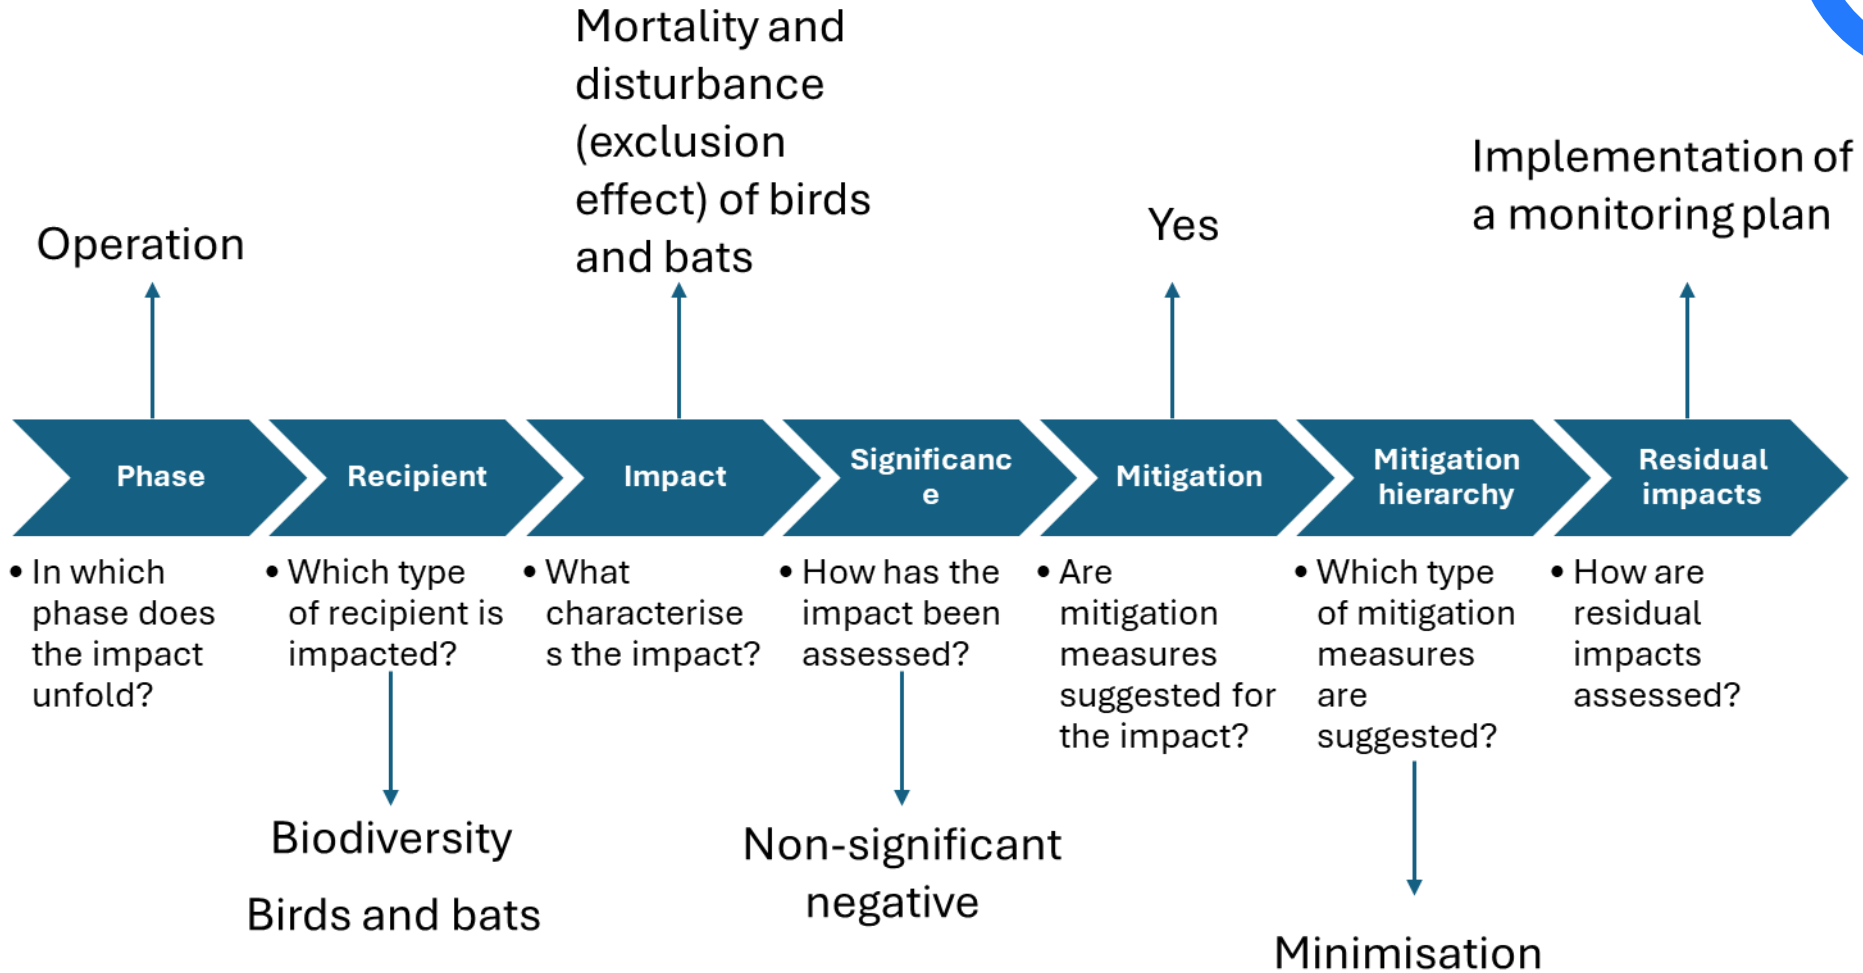 Mortality and
disturbance
(exclusion
effect) of birds
and bats
Operation
Yes
Implementation of
a monitoring plan
Phase
Recipient
Impact
Significanc
e
Mitigation
Mitigation
hierarchy
Residual
impacts
• In which
phase does
the impact
unfold?
• Which type
of recipient is
impacted?
• What
characterise
s the impact?
• How has the
impact been
assessed?
• Are
mitigation
measures
suggested for
the impact?
• Which type
of mitigation
measures
are
suggested?
• How are
residual
impacts
assessed?
Biodiversity
Birds and bats
Non-significant
negative
Minimisation